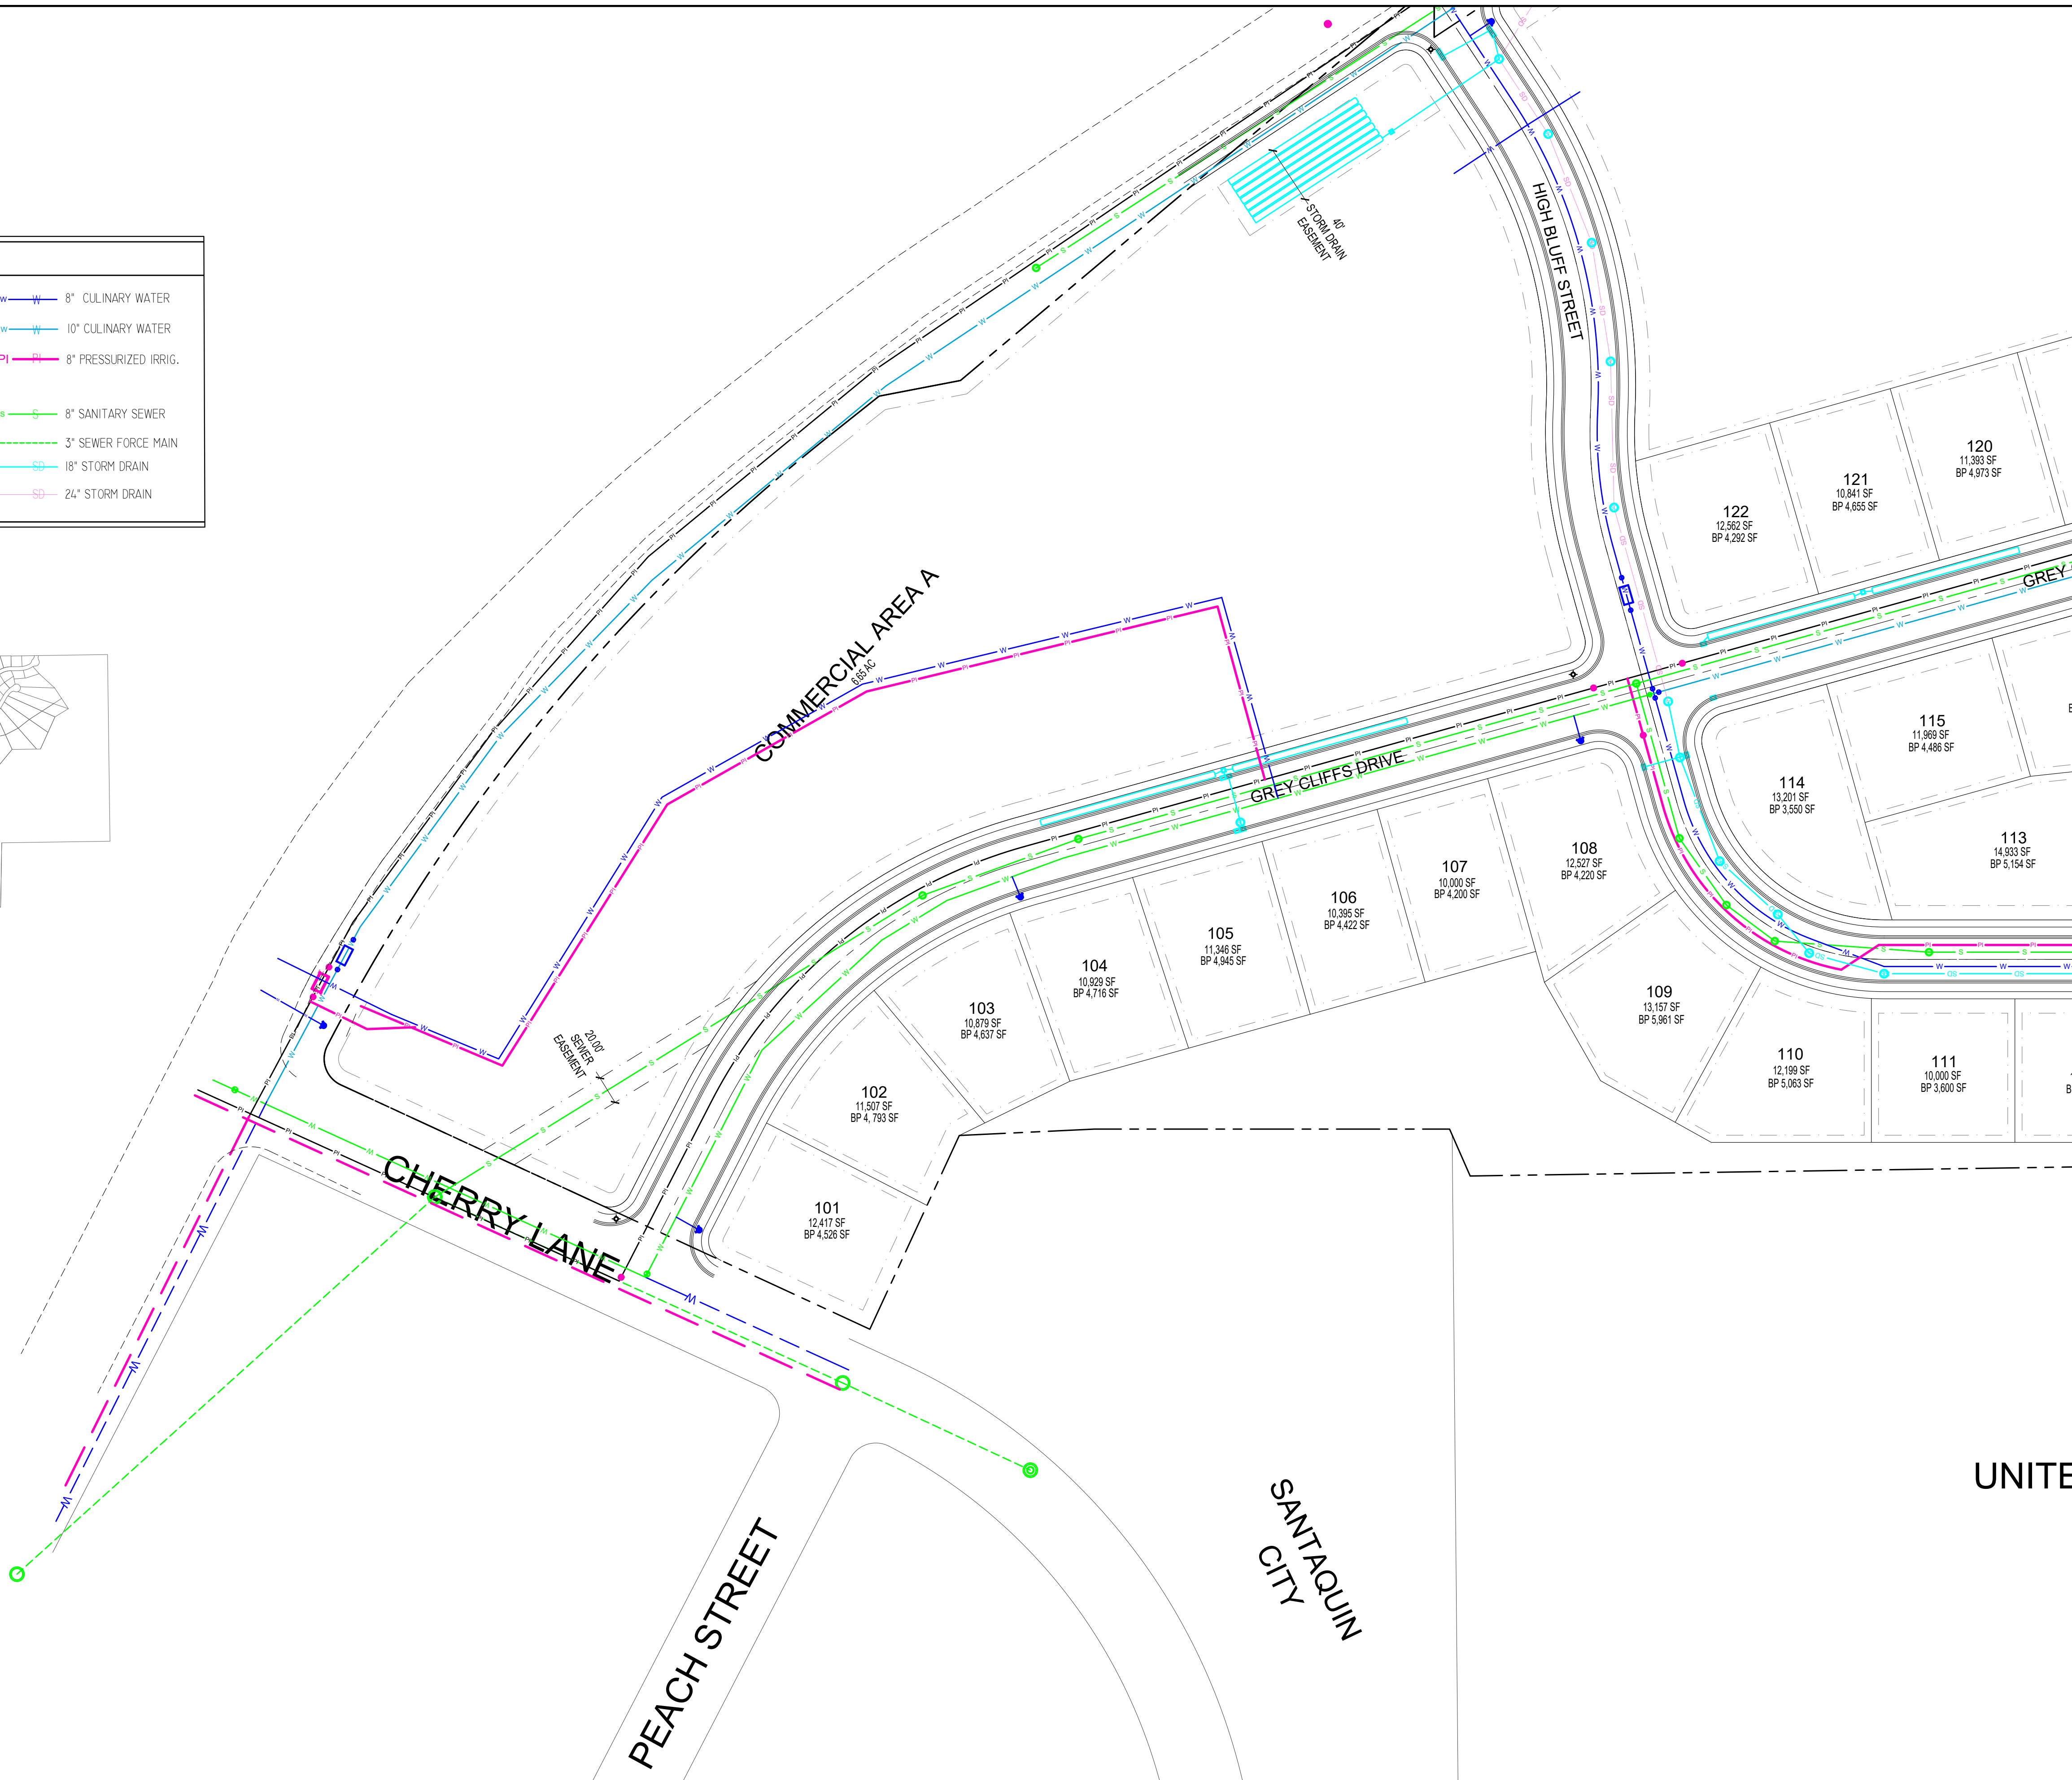 8" CULINARY WATER
10" CULINARY WATER
8" PRESSURIZED IRRIG.
8" SANITARY SEWER
3" SEWER FORCE MAIN
18" STORM DRAIN
24" STORM DRAIN
40'
STORM DRAIN
EASEMENT
HIGH BLUFF STREET
COMMERCIAL AREA A
6.65 AC
122
12,562 SF
BP 4,292 SF
121
10,841 SF
BP 4,655 SF
120
11,393 SF
BP 4,973 SF
GREY
115
11,969 SF
BP 4,486 SF
114
13,201 SF
BP 3,550 SF
113
14,933 SF
BP 5,154 SF
GREY CLIFFS DRIVE
108
12,527 SF
BP 4,220 SF
107
10,000 SF
BP 4,200 SF
106
10,395 SF
BP 4,422 SF
105
11,346 SF
BP 4,945 SF
104
10,929 SF
BP 4,716 SF
103
10,879 SF
BP 4,637 SF
102
11,507 SF
BP 4, 793 SF
101
12,417 SF
BP 4,526 SF
109
13,157 SF
BP 5,961 SF
110
12,199 SF
BP 5,063 SF
111
10,000 SF
BP 3,600 SF
20.00'
SEWER
EASEMENT
CHERRY LANE
PEACH STREET
SANTAQUIN
CITY
UNITE